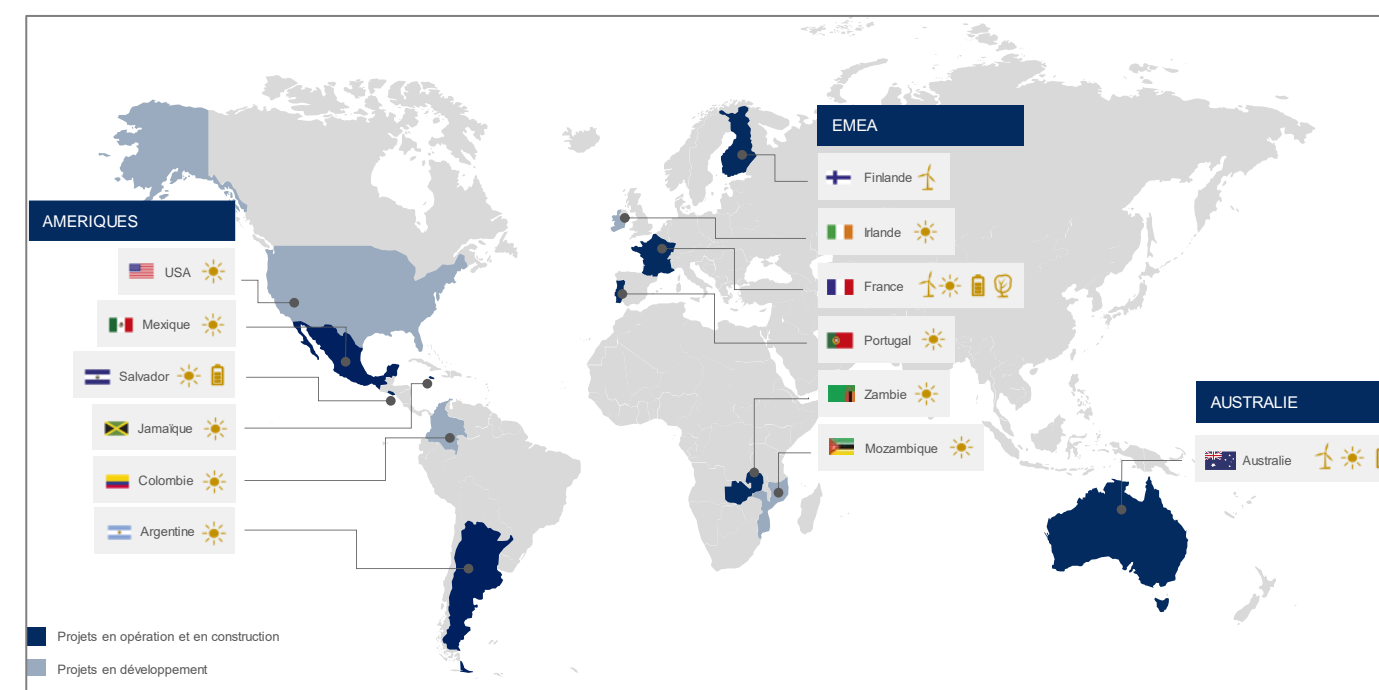 AMERIQUES
USA
Mexique
Salvador
Jamaïque
Colombie
Argentine
EMEA
Finlande
Irlande
France
Portugal
Zambie
Mozambique
AUSTRALIE
Australie
Projets en opération et en construction
Projets en développement